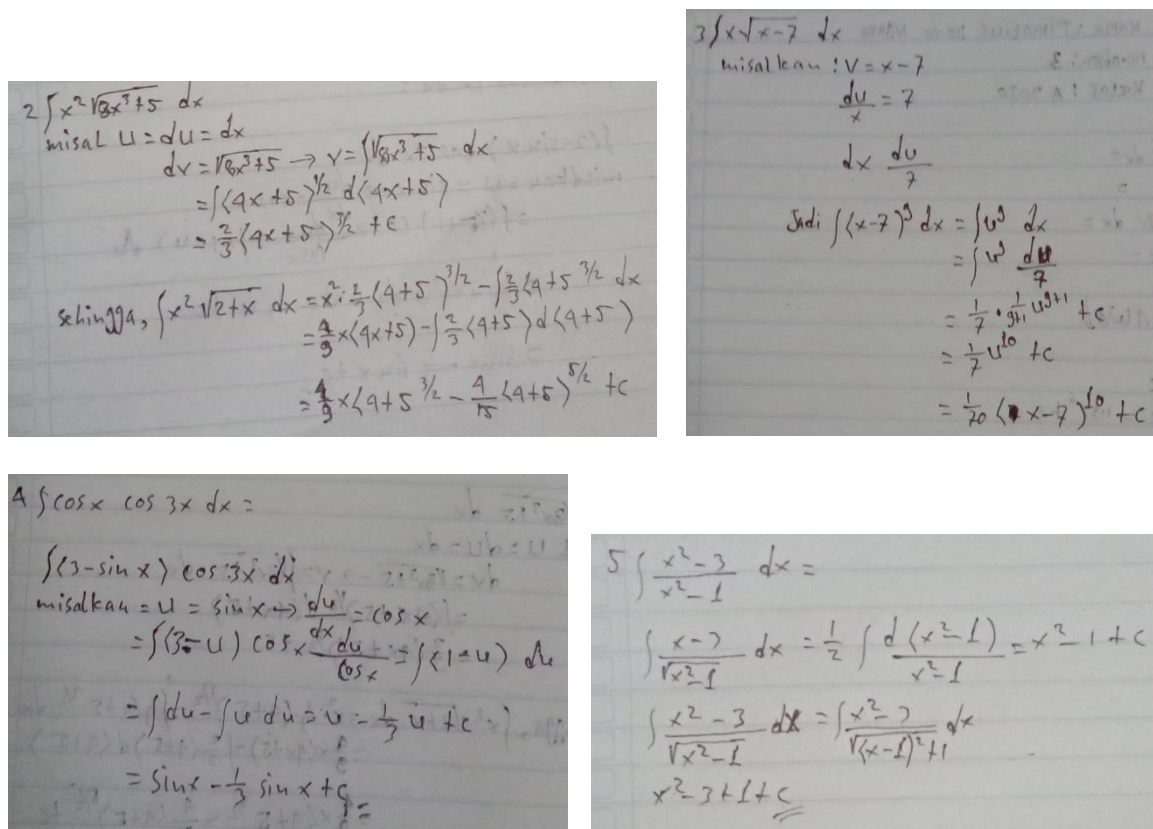 2 ∫x² √8x³+5 dx
misal u = du = dx
dv = √8x³+5 → v = ∫√8x³+5 dx
= ∫(4x+5)^1/2 d(4x+5)
= 2/3 (4x+5)^3/2 + c
sehingga, ∫x² √2+x dx = x² : 2/3 (4+5)^3/2 - ∫2/3 (4+5^3/2 dx
= 4/9 x (4x+5) - ∫2/3 (4+5) d(4+5)
= 4/9 x (4+5^3/2 - 4/15 (4+5)^5/2 + c
3 ∫x√x-7 dx
misalkan : v = x-7
du/x = 7
dx du/7
Jadi ∫(x-7)^9 dx = ∫u^9 dx
= ∫u^9 du/7
= 1/7 · 1/9+1 u^9+1 + c
= 1/7 u^10 + c
= 1/70 (x-7)^10 + c
4 ∫cos x cos 3x dx =
∫(3-sin x) cos 3x dx
misalkan = u = sin x → du/dx = cos x
= ∫(3-u) cos x du/cos x = ∫(1-u) du
= ∫du - ∫u du = u - 1/3 u + c
= sin x - 1/3 sin x + c
5 ∫ x²-3/x²-1 dx =
∫ x-3/√x²-1 dx = 1/2 ∫ d(x²-1)/x²-1 = x²-1+c
∫ x²-3/√x²-1 dx = ∫ x²-3/√(x-1)²+1 dx
x²-3+1+c